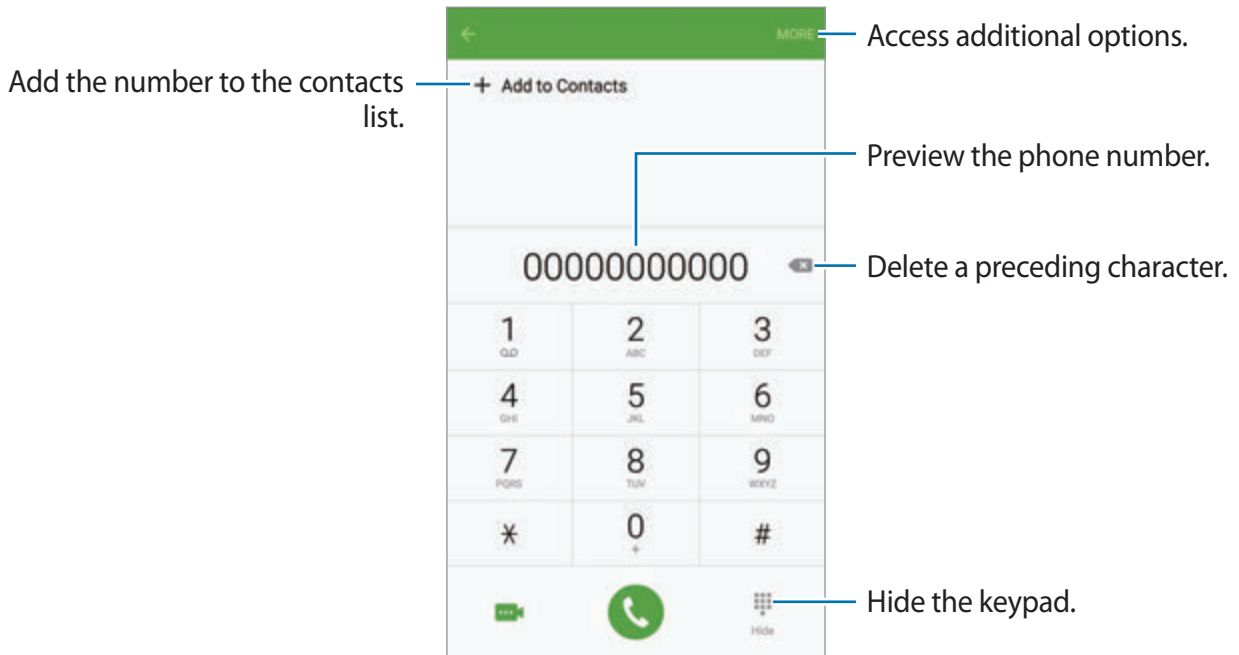 MORE
Access additional options.
Add the number to the contacts
list.
+ Add to Contacts
Preview the phone number.
00000000000
Delete a preceding character.
1 2 3
ABC DEF
4 5 6
GHI JKL MNO
7 8 9
PQRS TUV WXYZ
* 0 #
+
Hide the keypad.
Hide